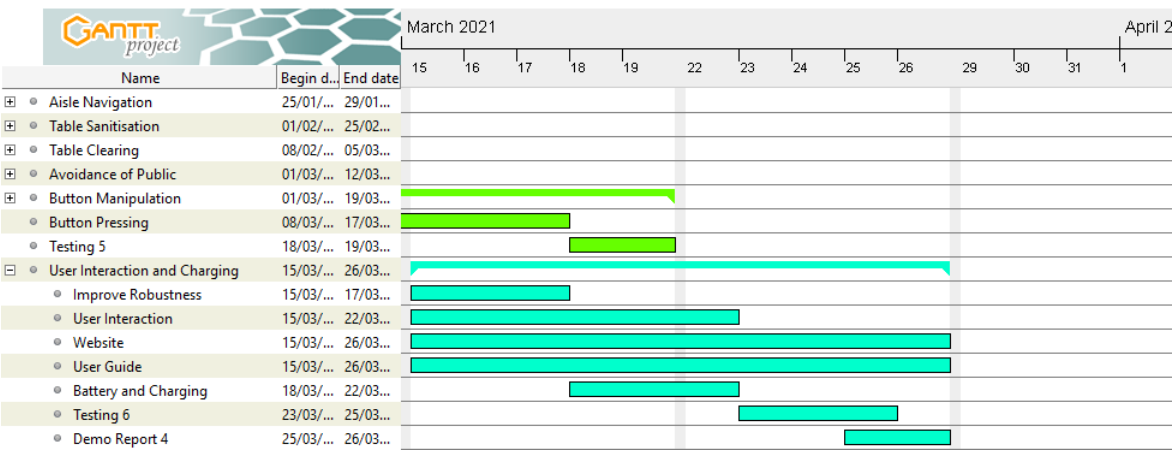 GANTT
project
March 2021
April 2
15 16 17 18 19 22 23 24 25 26 29 30 31 1
Name Begin d... End date
Aisle Navigation 25/01/... 29/01...
Table Sanitisation 01/02/... 25/02...
Table Clearing 08/02/... 05/03...
Avoidance of Public 01/03/... 12/03...
Button Manipulation 01/03/... 19/03...
Button Pressing 08/03/... 17/03...
Testing 5 18/03/... 19/03...
User Interaction and Charging 15/03/... 26/03...
Improve Robustness 15/03/... 17/03...
User Interaction 15/03/... 22/03...
Website 15/03/... 26/03...
User Guide 15/03/... 26/03...
Battery and Charging 18/03/... 22/03...
Testing 6 23/03/... 25/03...
Demo Report 4 25/03/... 26/03...